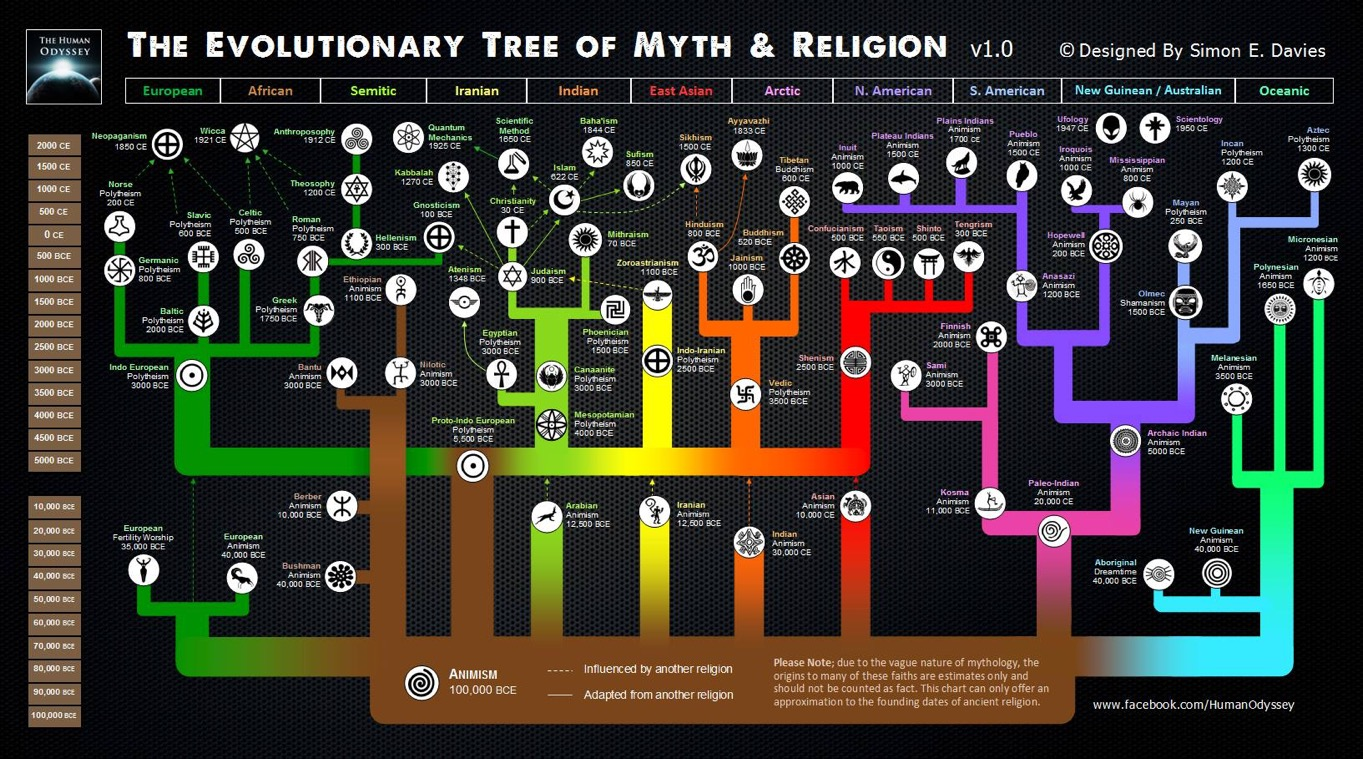 THE HUMAN
ODYSSEY
THE EVOLUTIONARY TREE OF MYTH & RELIGION v1.0
© Designed By Simon E. Davies
European African Semitic Iranian Indian East Asian Arctic N. American S. American New Guinean / Australian Oceanic
2000 CE
1500 CE
1000 CE
500 CE
0 CE
500 BCE
1000 BCE
1500 BCE
2000 BCE
2500 BCE
3000 BCE
3500 BCE
4000 BCE
4500 BCE
5000 BCE
10,000 BCE
20,000 BCE
30,000 BCE
40,000 BCE
50,000 BCE
60,000 BCE
70,000 BCE
80,000 BCE
90,000 BCE
100,000 BCE
Neopaganism
1850 CE
Wicca
1921 CE
Anthroposophy
1912 CE
Quantum
Mechanics
1925 CE
Scientific
Method
1650 CE
Baha'ism
1844 CE
Sikhism
1500 CE
Ayyavazhi
1833 CE
Tibetan
Buddhism
600 CE
Inuit
Animism
1000 CE
Plateau Indians
Animism
1500 CE
Plains Indians
Animism
1700 CE
Pueblo
Animism
1500 CE
Ufology
1947 CE
Scientology
1950 CE
Iroquois
Animism
1000 CE
Mississippian
Animism
800 CE
Incan
Polytheism
1200 CE
Aztec
Polytheism
1300 CE
Norse
Polytheism
200 CE
Slavic
Polytheism
600 BCE
Celtic
Polytheism
500 BCE
Theosophy
1200 CE
Roman
Polytheism
750 BCE
Hellenism
300 BCE
Kabbalah
1270 CE
Gnosticism
100 BCE
Christianity
30 CE
Islam
622 CE
Sufism
850 CE
Mithraism
70 BCE
Judaism
900 BCE
Zoroastrianism
1100 BCE
Hinduism
800 BCE
Buddhism
520 BCE
Jainism
1000 BCE
Confucianism
500 BCE
Taoism
550 BCE
Shinto
500 BCE
Tengrism
300 BCE
Hopewell
Animism
200 BCE
Anasazi
Animism
1200 BCE
Mayan
Polytheism
250 BCE
Olmec
Shamanism
1500 BCE
Polynesian
Animism
1650 BCE
Micronesian
Animism
1200 BCE
Germanic
Polytheism
800 BCE
Baltic
Polytheism
2000 BCE
Greek
Polytheism
1750 BCE
Ethiopian
Animism
1100 BCE
Atenism
1348 BCE
Egyptian
Polytheism
3000 BCE
Phoenician
Polytheism
1500 BCE
Canaanite
Polytheism
3000 BCE
Mesopotamian
Polytheism
4000 BCE
Indo-Iranian
Polytheism
2500 BCE
Vedic
Polytheism
3500 BCE
Shenism
3000 BCE
Finnish
Animism
2000 BCE
Sami
Animism
3000 BCE
Melanesian
Animism
3500 BCE
Indo European
Polytheism
3000 BCE
Bantu
Animism
3000 BCE
Nilotic
Animism
3000 BCE
Proto-Indo European
Polytheism
5,500 BCE
Archaic Indian
Animism
5000 BCE
European
Fertility Worship
35,000 BCE
European
Animism
40,000 BCE
Berber
Animism
10,000 BCE
Bushman
Animism
40,000 BCE
Arabian
Animism
12,500 BCE
Iranian
Animism
12,500 BCE
Indian
Animism
30,000 CE
Asian
Animism
10,000 CE
Kosma
Animism
11,000 BCE
Paleo-Indian
Animism
20,000 CE
Aboriginal
Dreamtime
40,000 BCE
New Guinean
Animism
40,000 BCE
ANIMISM
100,000 BCE
Influenced by another religion
Adapted from another religion
Please Note; due to the vague nature of mythology, the
origins to many of these faiths are estimates only and
should not be counted as fact. This chart can only offer an
approximation to the founding dates of ancient religion.
www.facebook.com/HumanOdyssey